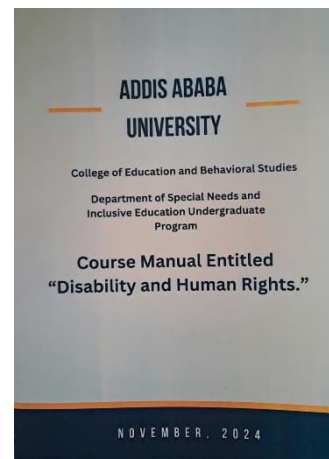 ADDIS ABABA
UNIVERSITY
College of Education and Behavioral Studies
Department of Special Needs and
Inclusive Education Undergraduate
Program
Course Manual Entitled
“Disability and Human Rights.”
NOVEMBER, 2024